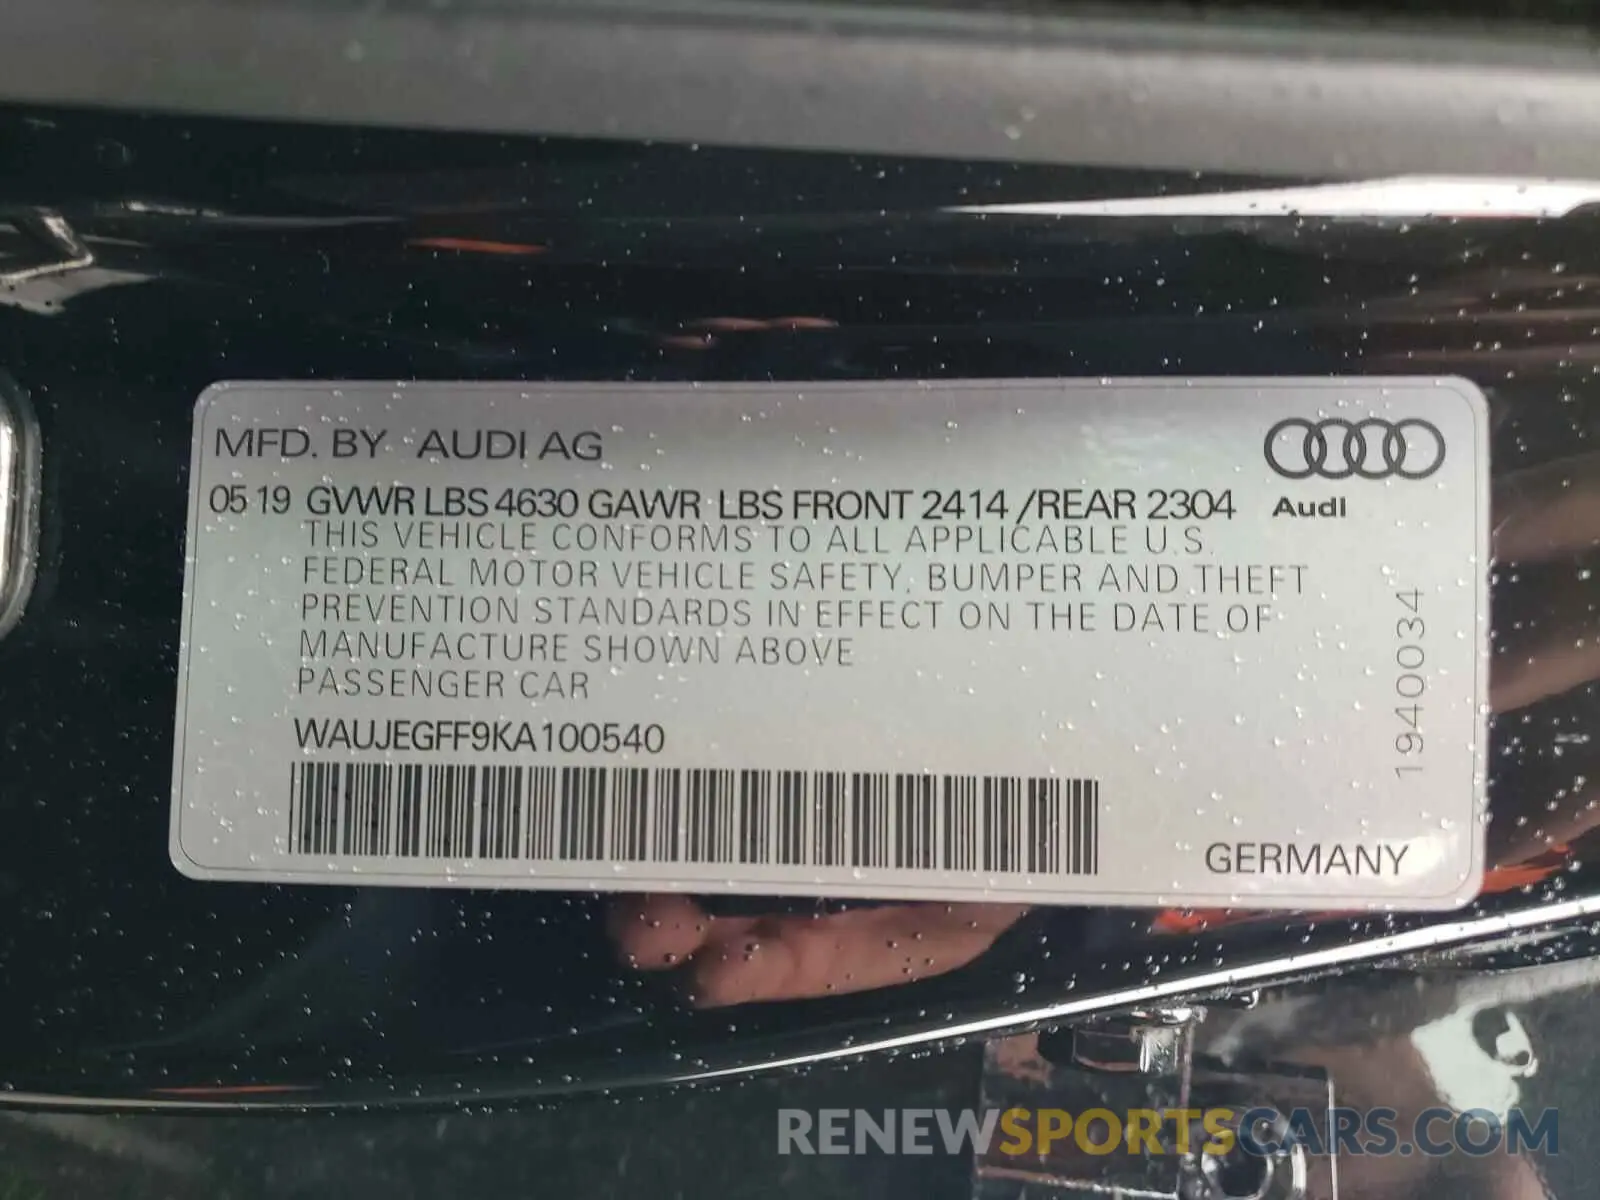 MFD. BY AUDI AG
05 19 GVWR LBS 4630 GAWR LBS FRONT 2414 /REAR 2304
Audi
THIS VEHICLE CONFORMS TO ALL APPLICABLE U.S.
FEDERAL MOTOR VEHICLE SAFETY, BUMPER AND THEFT
PREVENTION STANDARDS IN EFFECT ON THE DATE OF
MANUFACTURE SHOWN ABOVE
PASSENGER CAR
WAUJEGFF9KA100540
1940034
GERMANY
RENEWSPORTSCARS.COM